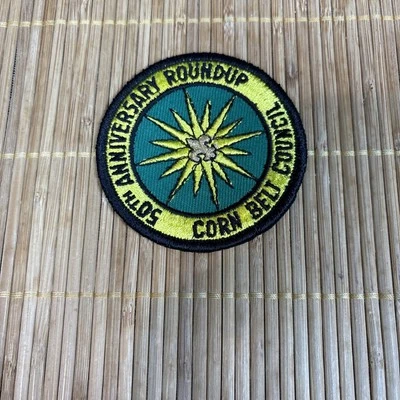 50TH ANNIVERSARY ROUNDUP
CORN BELT COUNCIL